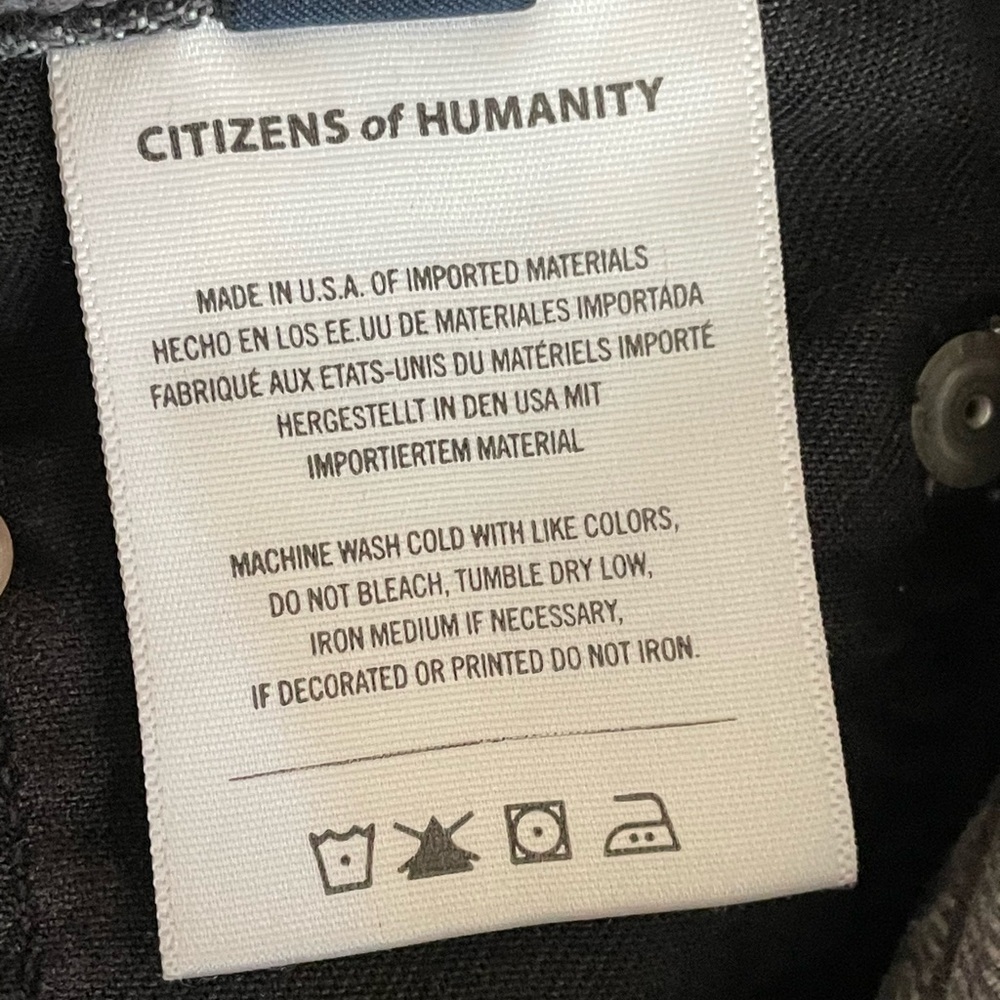 CITIZENS of HUMANITY
MADE IN U.S.A. OF IMPORTED MATERIALS
HECHO EN LOS EE.UU DE MATERIALES IMPORTÁDA
FABRIQUÉ AUX ETATS-UNIS DU MATÉRIELS IMPORTÉ
HERGESTELLT IN DEN USA MIT
IMPORTIERTEM MATERIAL
MACHINE WASH COLD WITH LIKE COLORS,
DO NOT BLEACH, TUMBLE DRY LOW,
IRON MEDIUM IF NECESSARY,
IF DECORATED OR PRINTED DO NOT IRON.